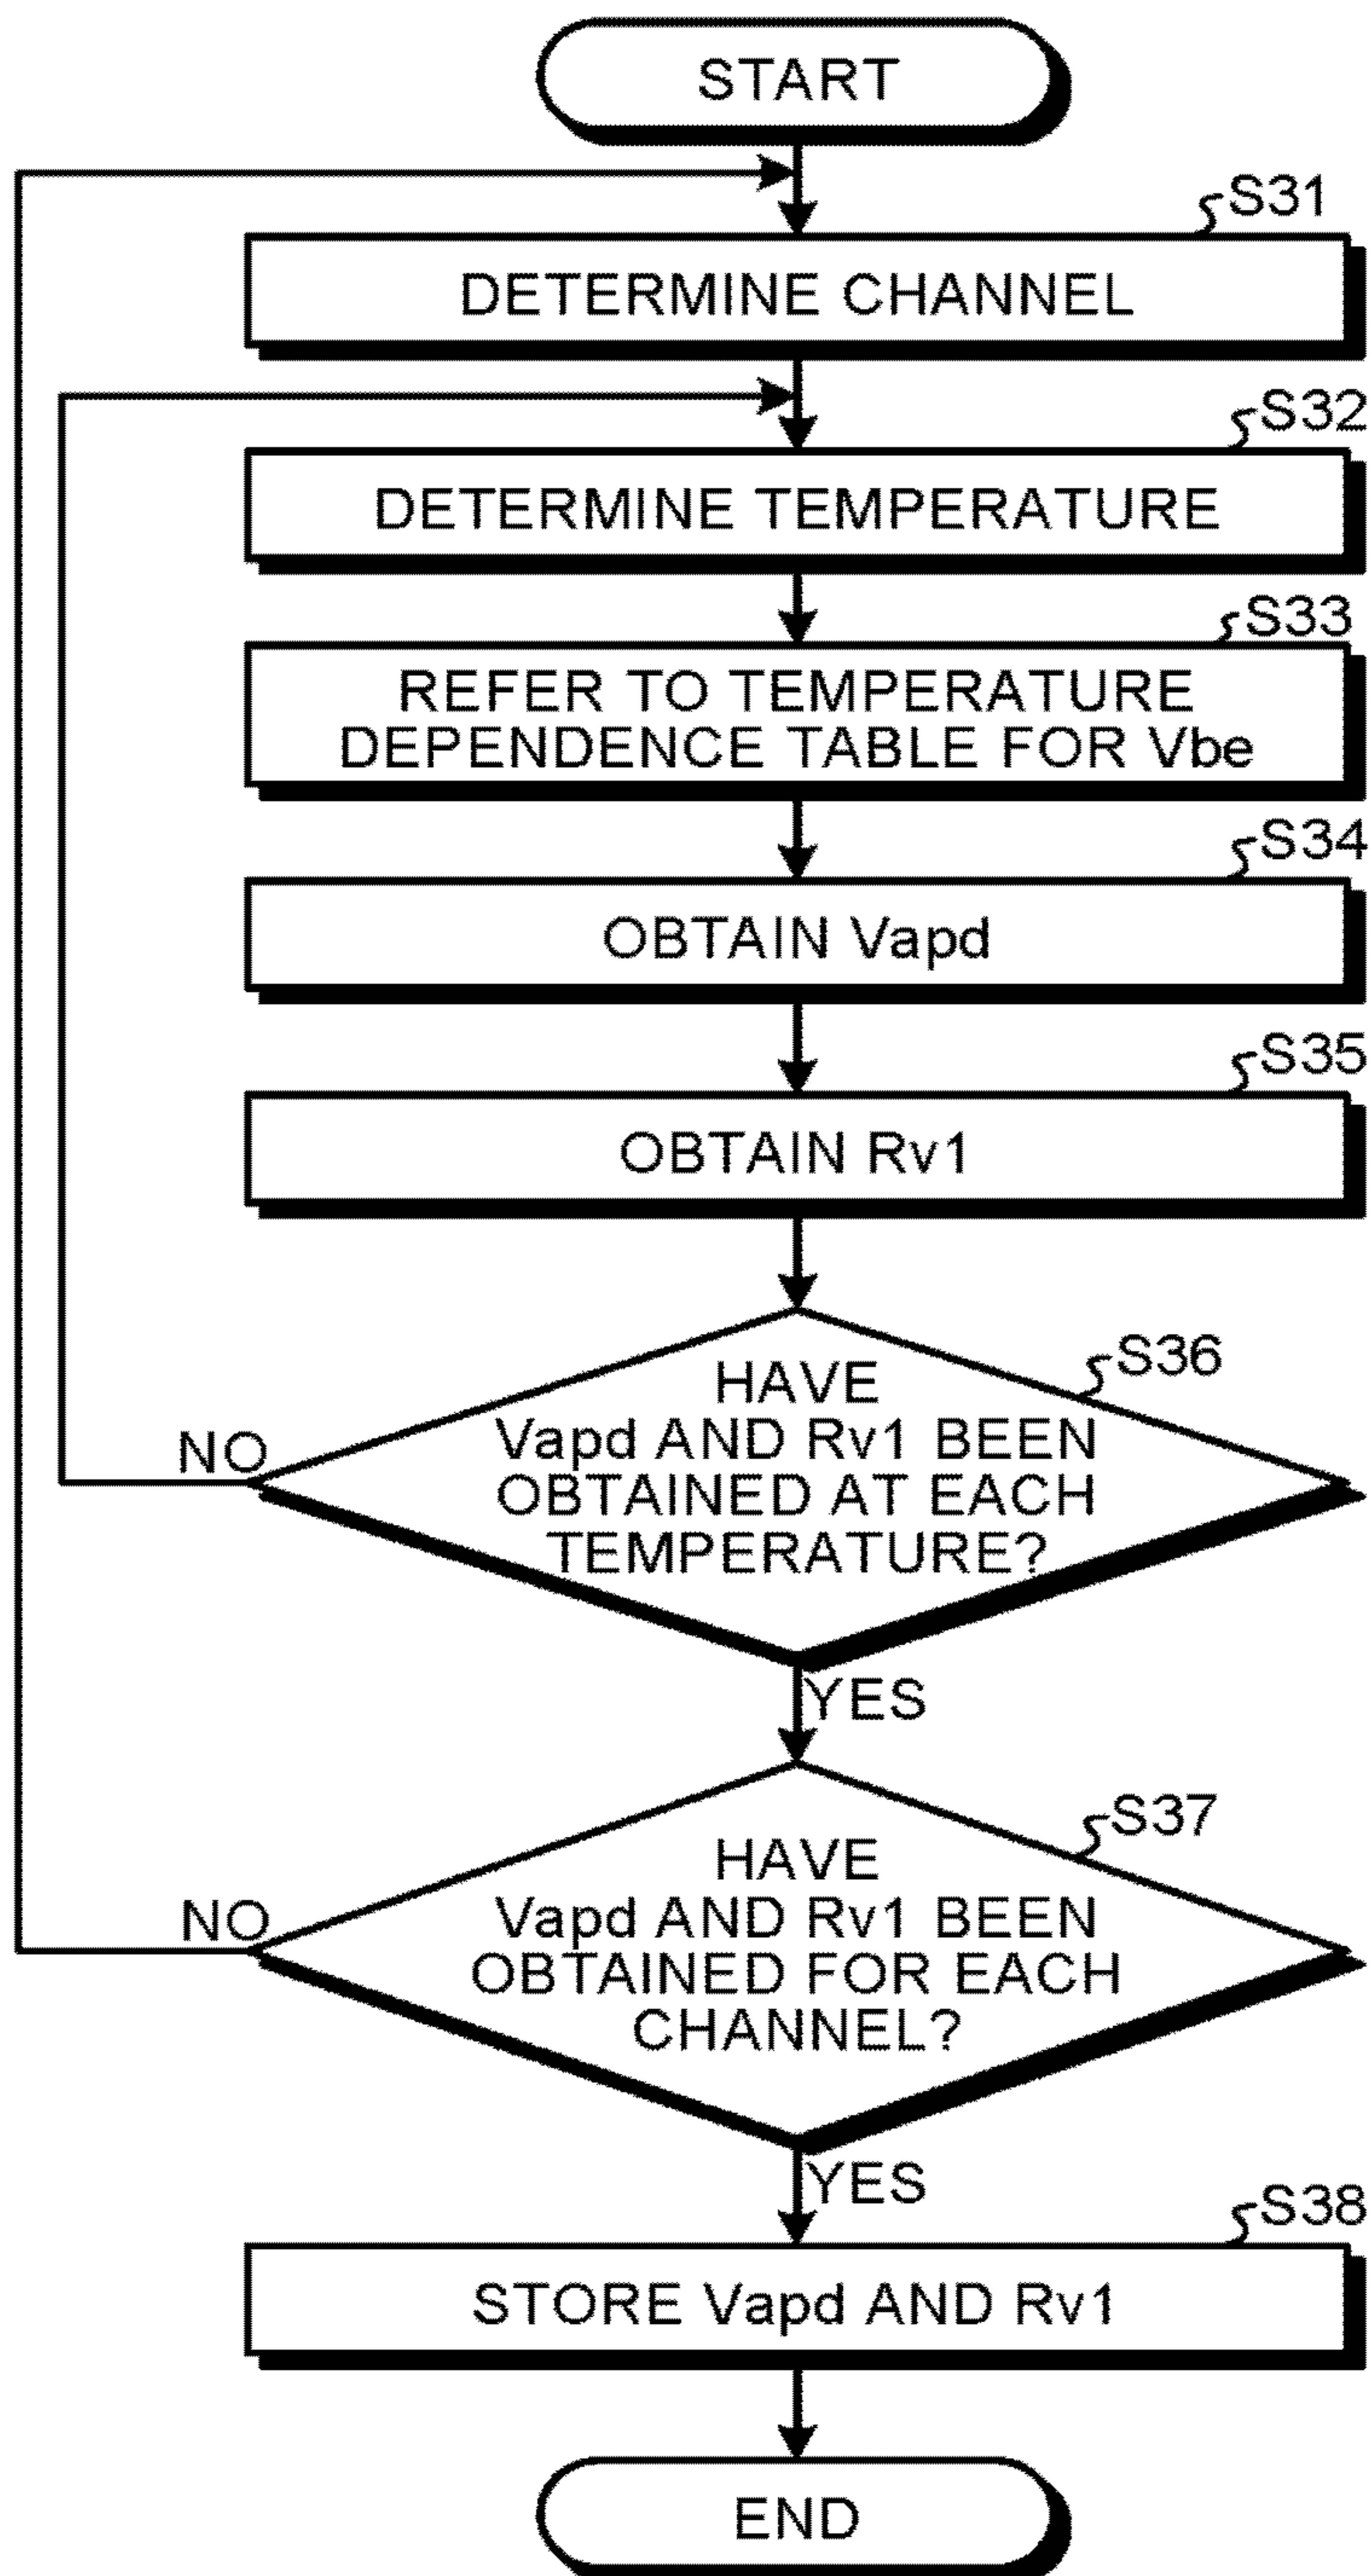 START
S31
DETERMINE CHANNEL
S32
DETERMINE TEMPERATURE
S33
REFER TO TEMPERATURE
DEPENDENCE TABLE FOR Vbe
S34
OBTAIN Vapd
S35
OBTAIN Rv1
S36
HAVE
Vapd AND Rv1 BEEN
OBTAINED AT EACH
TEMPERATURE?
NO
YES
S37
HAVE
Vapd AND Rv1 BEEN
OBTAINED FOR EACH
CHANNEL?
NO
YES
S38
STORE Vapd AND Rv1
END